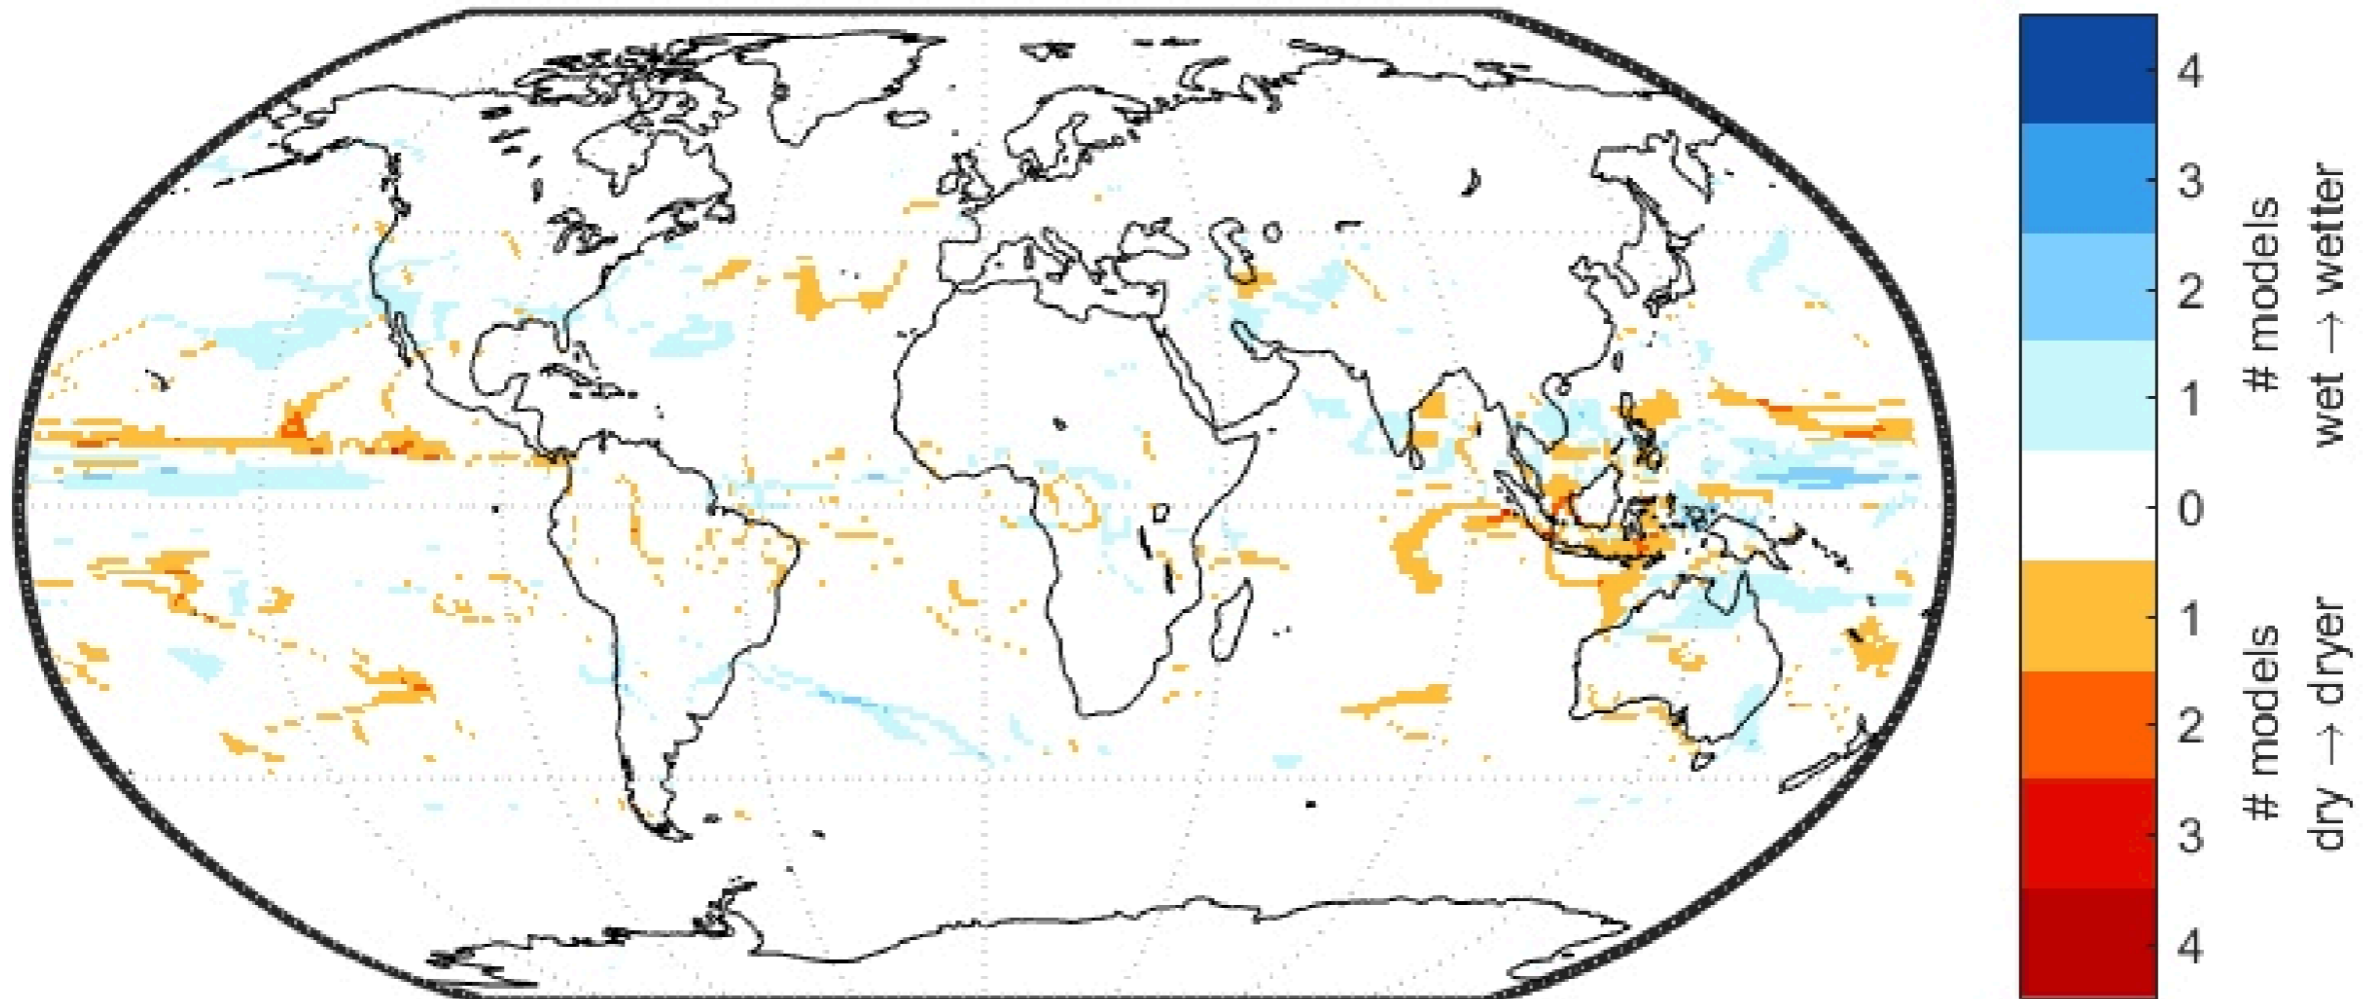 4
3
2
1
0
1
2
3
4
# models
wet → wetter
# models
dry → dryer